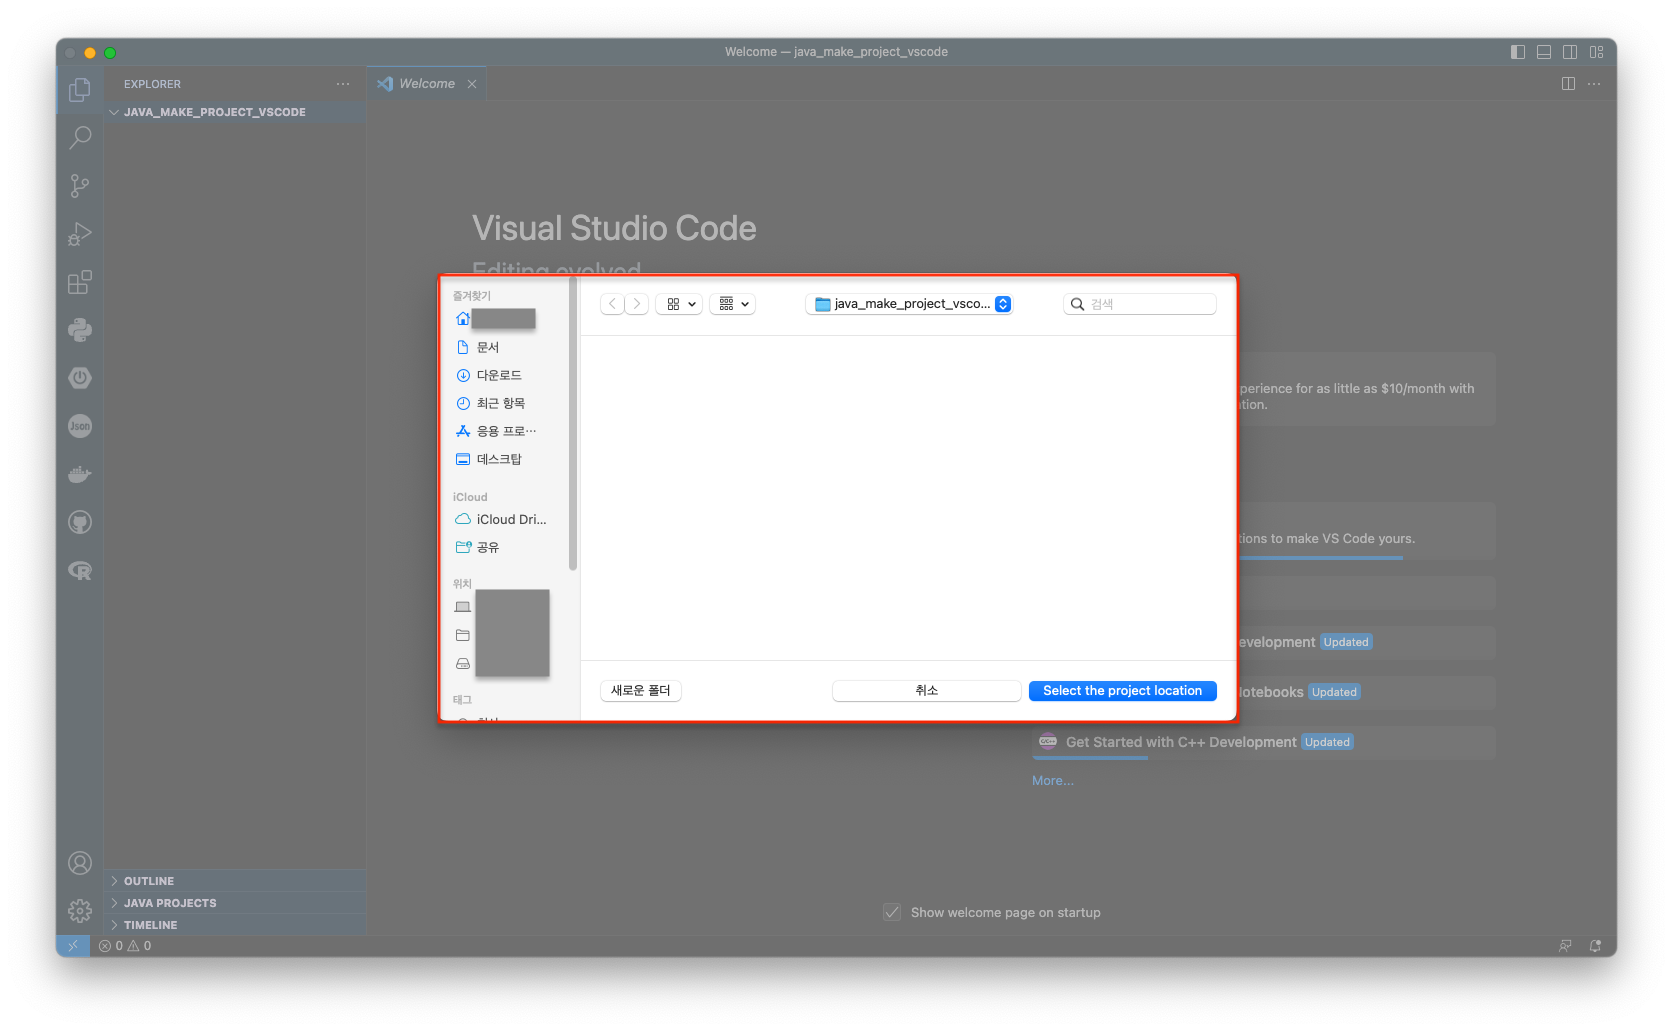 Welcome — java_make_project_vscode
EXPLORER
Welcome
JAVA_MAKE_PROJECT_VSCODE
Visual Studio Code
Editing evolved
즐겨찾기
문서
다운로드
최근 항목
응용 프로…
데스크탑
iCloud
iCloud Dri...
공유
위치
태그
java_make_project_vsco...
검색
새로운 폴더
취소
Select the project location
perience for as little as $10/month with
tion.
tions to make VS Code yours.
evelopment Updated
otebooks Updated
Get Started with C++ Development Updated
More...
Show welcome page on startup
Json
OUTLINE
JAVA PROJECTS
TIMELINE
0 0